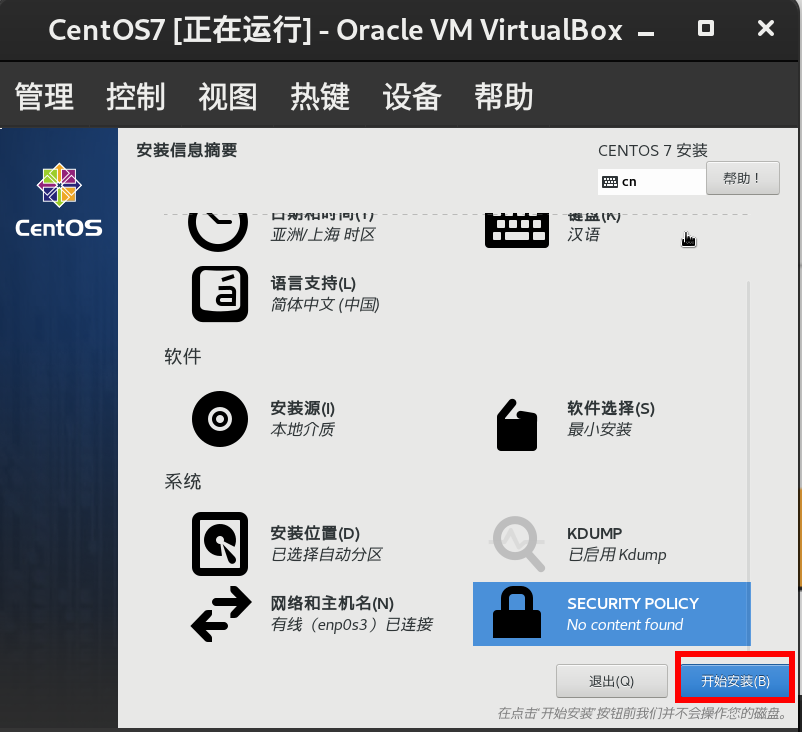 CentOS7 [正在运行] - Oracle VM VirtualBox
管理 控制 视图 热键 设备 帮助
安装信息摘要
CENTOS 7 安装
cn
帮助！
CentOS
日期和时间(T)
亚洲/上海 时区
键盘(K)
汉语
语言支持(L)
简体中文 (中国)
软件
安装源(I)
本地介质
软件选择(S)
最小安装
系统
安装位置(D)
已选择自动分区
KDUMP
已启用 Kdump
网络和主机名(N)
有线（enp0s3）已连接
SECURITY POLICY
No content found
退出(Q)
开始安装(B)
在点击'开始安装'按钮前我们并不会操作您的磁盘。